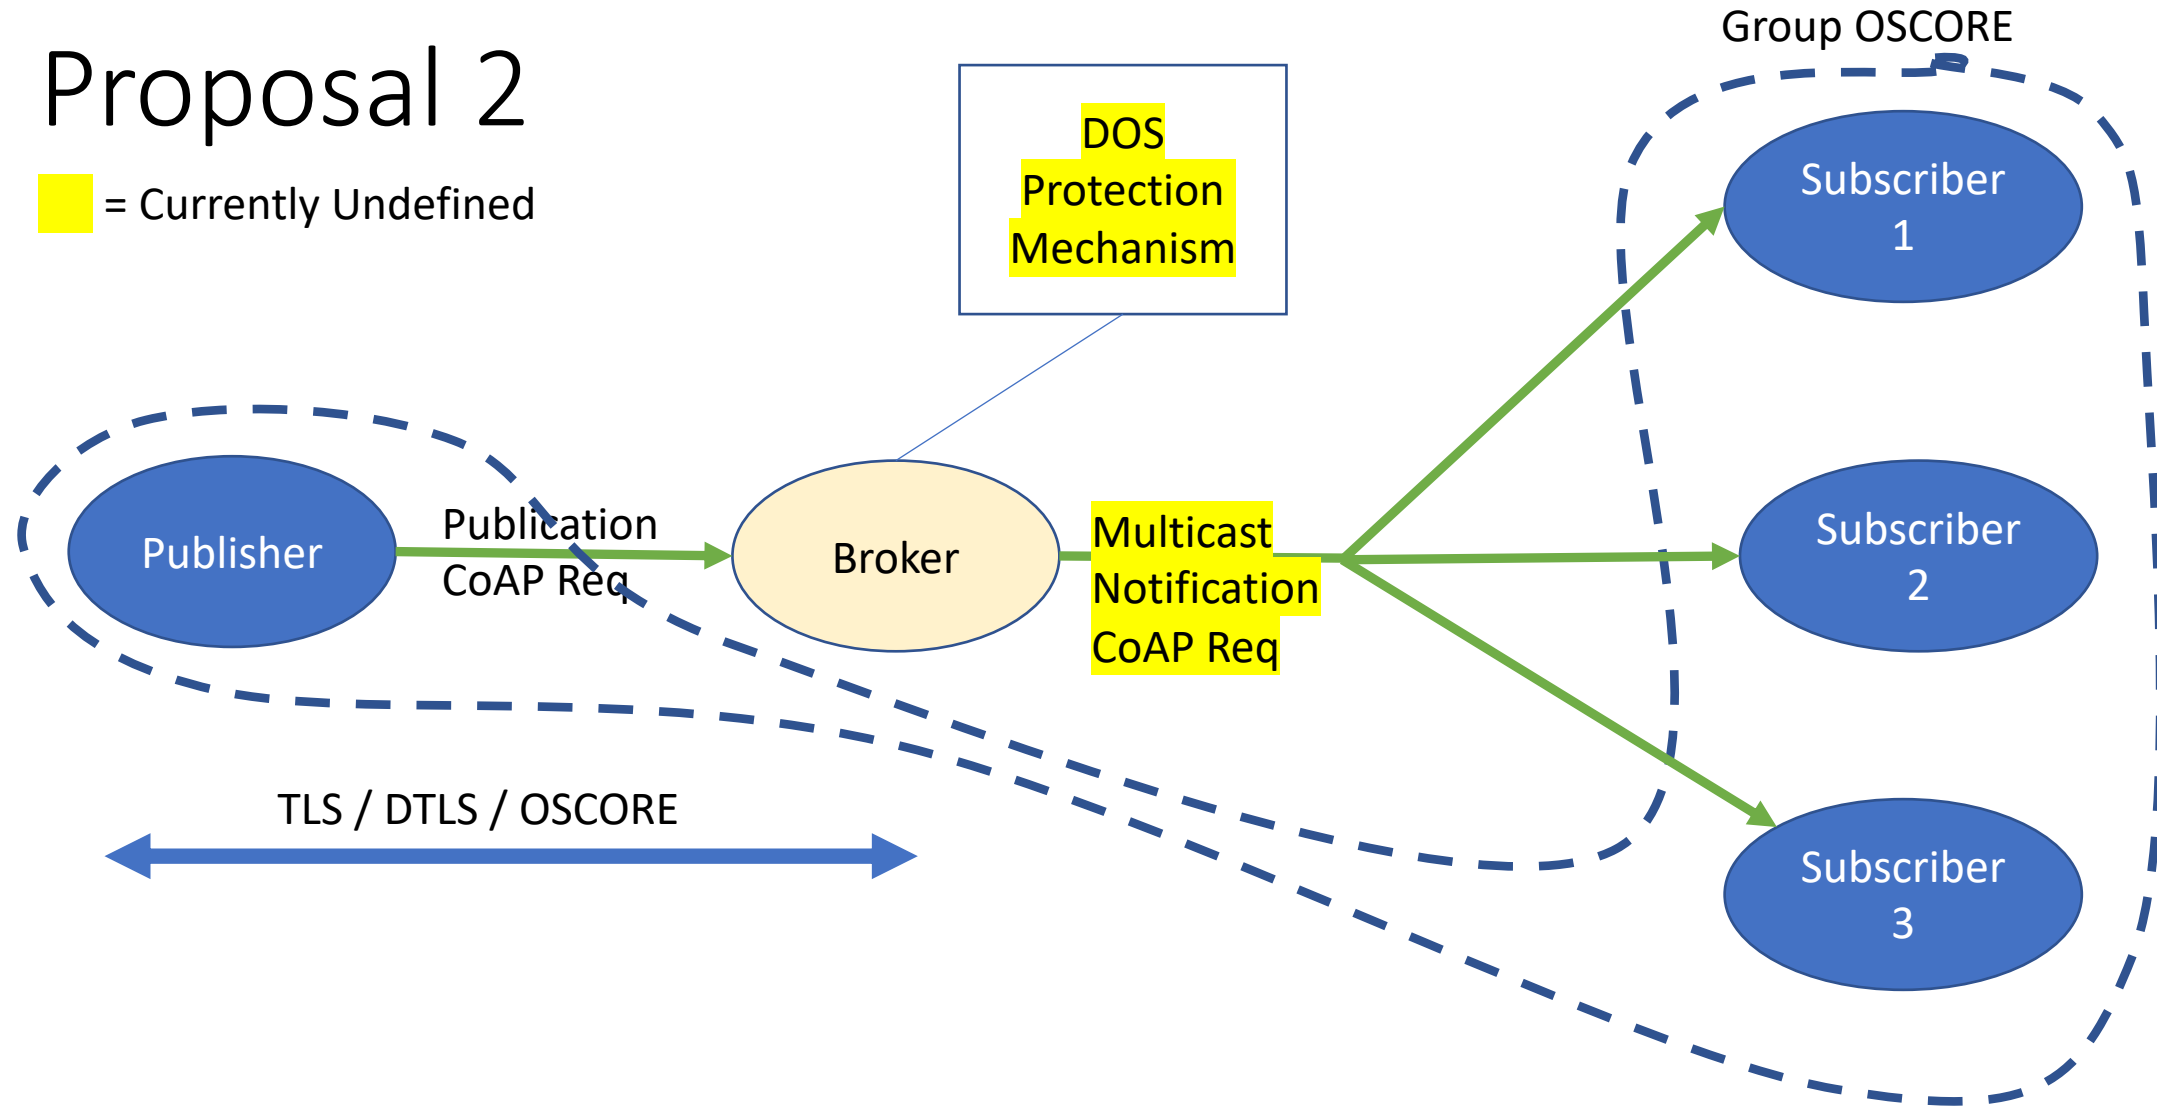 Proposal 2
= Currently Undefined
Group OSCORE
DOS
Protection
Mechanism
Subscriber
1
Publisher
Publication
CoAP Req
Broker
Multicast
Notification
CoAP Req
Subscriber
2
TLS / DTLS / OSCORE
Subscriber
3